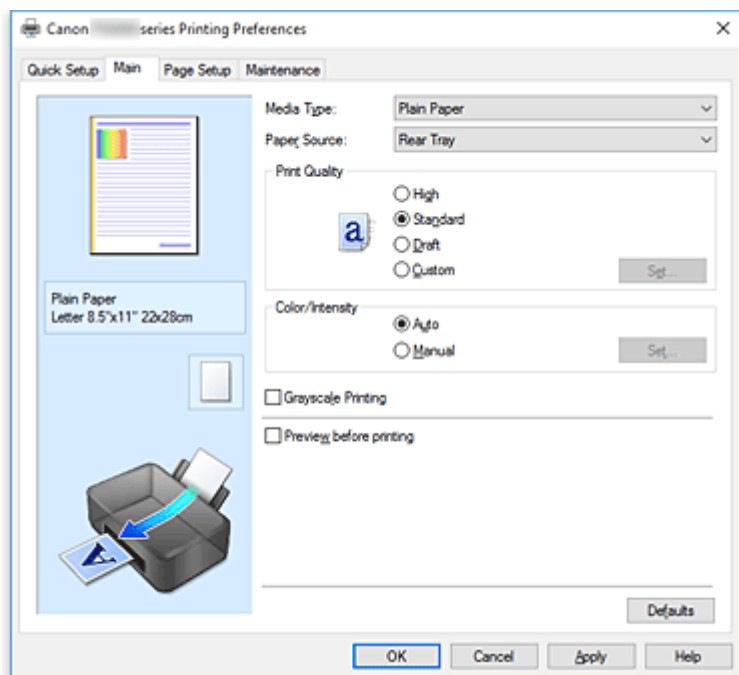 Canon series Printing Preferences
Quick Setup Main Page Setup Maintenance
Media Type: Plain Paper
Paper Source: Rear Tray
Print Quality
High
a Standard
Draft
Custom Set...
Plain Paper
Letter 8.5"x11" 22x28cm
Color/Intensity
Auto
Manual Set...
Grayscale Printing
Preview before printing
A
Defaults
OK Cancel Apply Help